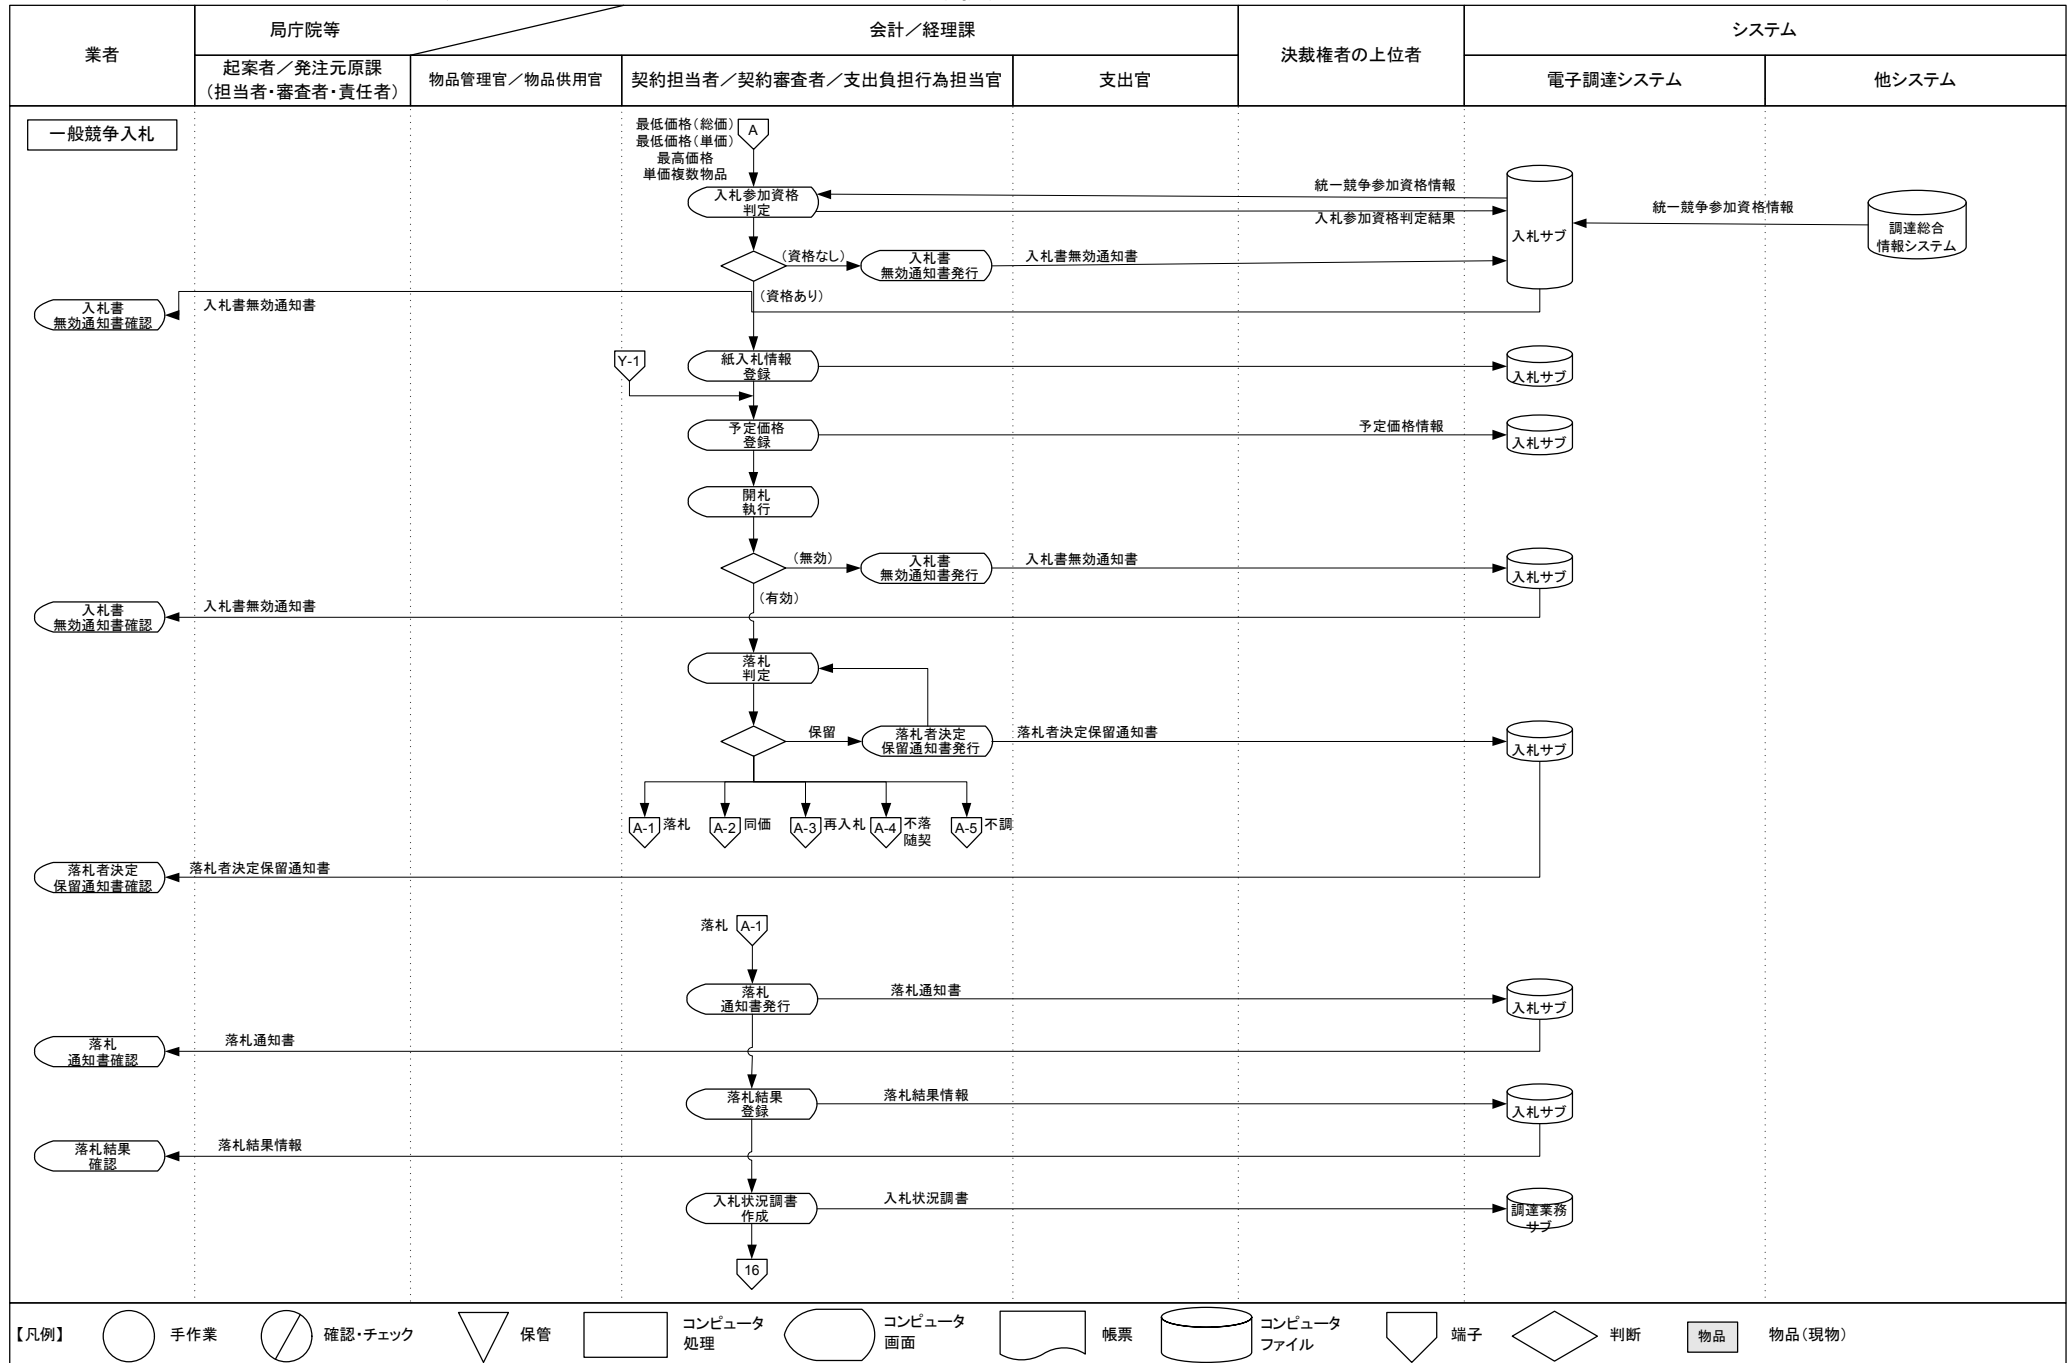 業者
局庁院等
会計／経理課
決裁権者の上位者
システム
起案者／発注元原課
（担当者・審査者・責任者）
物品管理官／物品供用官
契約担当者／契約審査者／支出負担行為担当官
支出官
電子調達システム
他システム
一般競争入札
最低価格（総価）
最低価格（単価）
最高価格
単価複数物品
A
入札参加資格
判定
統一競争参加資格情報
入札参加資格判定結果
入札サブ
統一競争参加資格情報
調達総合
情報システム
（資格なし）
入札書
無効通知書発行
入札書無効通知書
（資格あり）
入札書
無効通知書確認
入札書無効通知書
Y-1
紙入札情報
登録
入札サブ
予定価格
登録
予定価格情報
入札サブ
開札
執行
（無効）
入札書
無効通知書発行
入札書無効通知書
入札サブ
（有効）
入札書
無効通知書確認
入札書無効通知書
落札
判定
保留
落札者決定
保留通知書発行
落札者決定保留通知書
入札サブ
A-1
落札
A-2
同価
A-3
再入札
A-4
不落
随契
A-5
不調
落札者決定
保留通知書確認
落札者決定保留通知書
落札
A-1
落札
通知書発行
落札通知書
入札サブ
落札
通知書確認
落札通知書
落札結果
登録
落札結果情報
入札サブ
落札結果
確認
落札結果情報
入札状況調書
作成
入札状況調書
調達業務
サブ
16
【凡例】
手作業
確認・チェック
保管
コンピュータ
処理
コンピュータ
画面
帳票
コンピュータ
ファイル
端子
判断
物品
物品（現物）